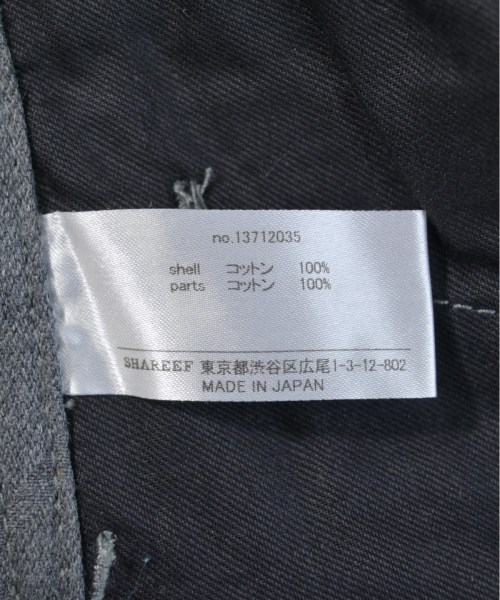 no.13712035
shell コットン 100%
parts コットン 100%
SHAREEF 東京都渋谷区広尾1-3-12-802
MADE IN JAPAN